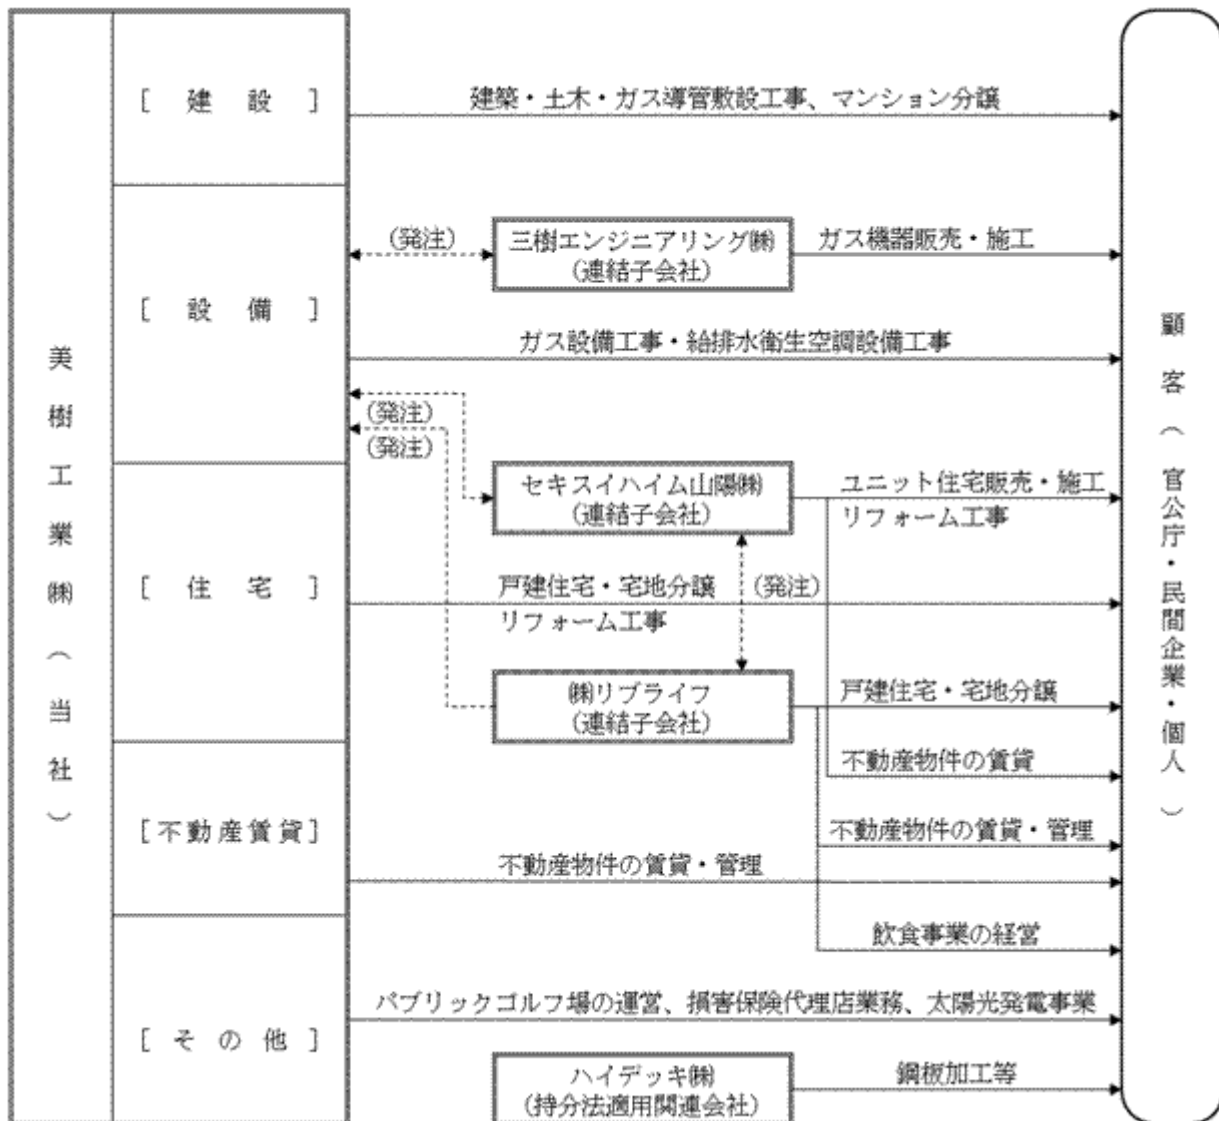 美樹工業㈱（当社）
[建設]
建築・土木・ガス導管敷設工事、マンション分譲
[設備]
(発注)
三樹エンジニアリング㈱
(連結子会社)
ガス機器販売・施工
ガス設備工事・給排水衛生空調設備工事
(発注)
(発注)
[住宅]
セキスイハイム山陽㈱
(連結子会社)
ユニット住宅販売・施工
リフォーム工事
戸建住宅・宅地分譲
リフォーム工事
(発注)
㈱リブライフ
(連結子会社)
戸建住宅・宅地分譲
不動産物件の賃貸
[不動産賃貸]
不動産物件の賃貸・管理
不動産物件の賃貸・管理
飲食事業の経営
[その他]
パブリックゴルフ場の運営、損害保険代理店業務、太陽光発電事業
ハイデッキ㈱
(持分法適用関連会社)
鋼板加工等
顧客（官公庁・民間企業・個人）